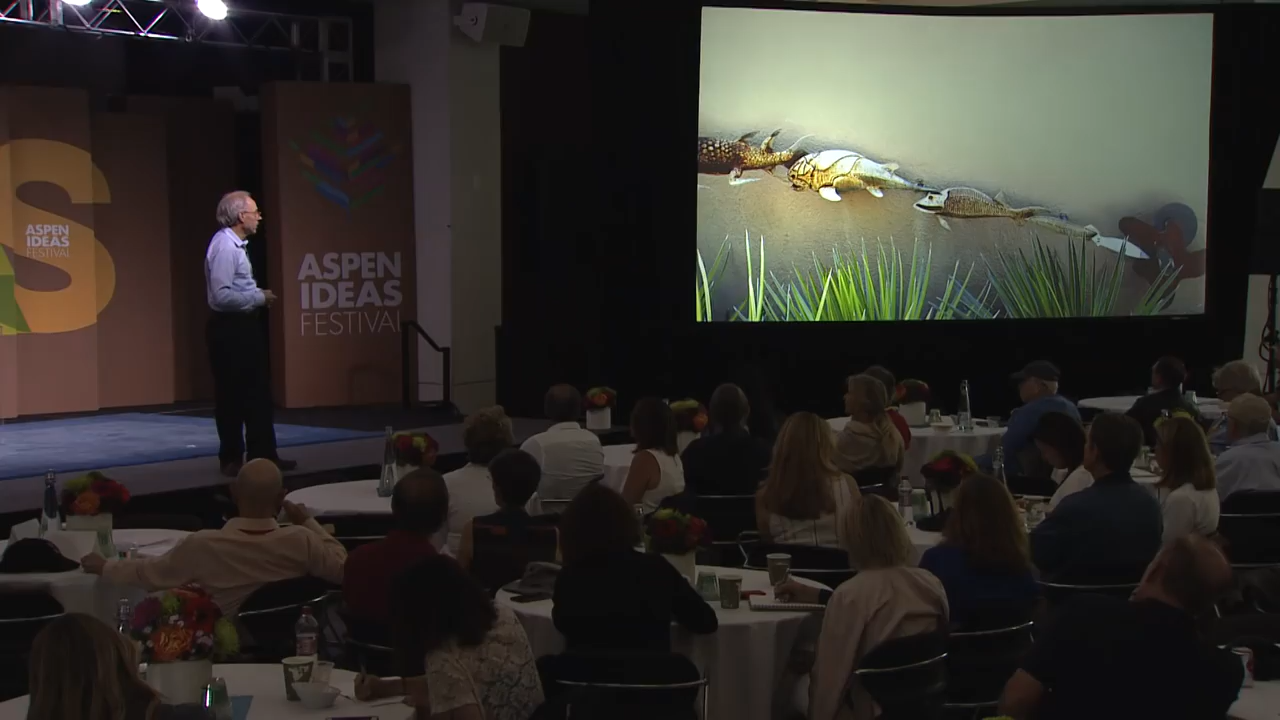 S
ASPEN
IDEAS
FESTIVAL
ASPEN
IDEAS
FESTIVAL